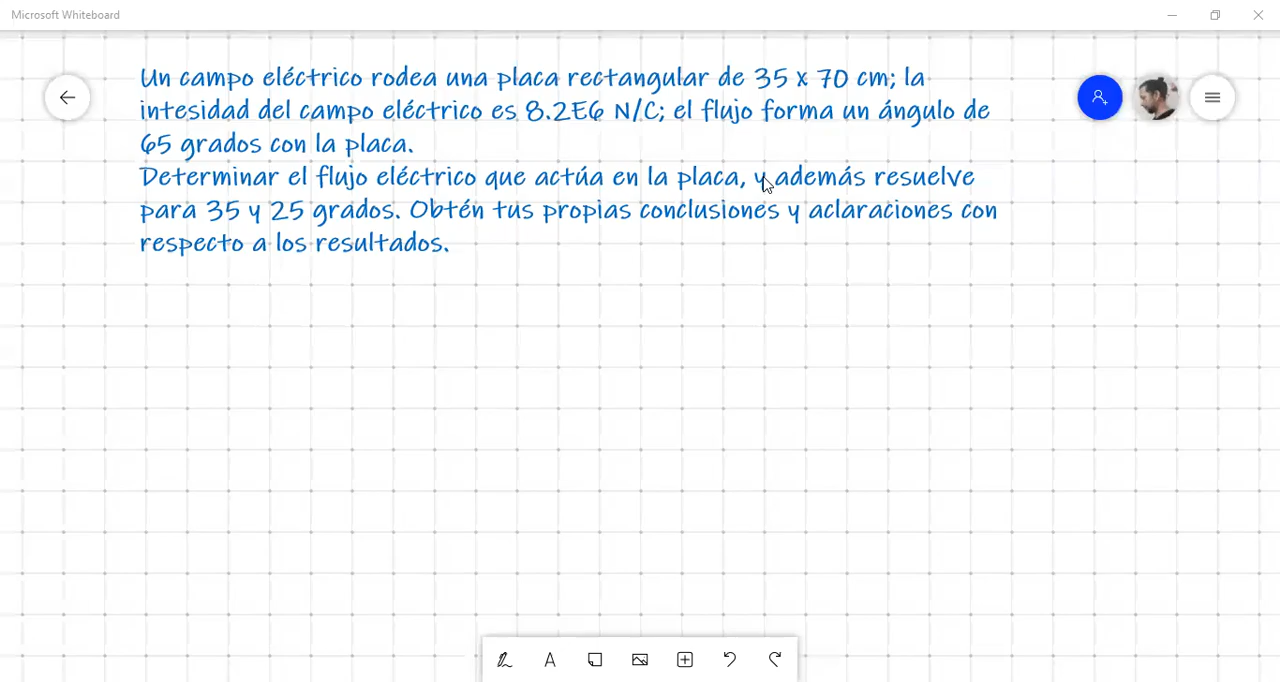 Microsoft Whiteboard
Un campo eléctrico rodea una placa rectangular de 35 x 70 cm; la
intesidad del campo eléctrico es 8.2E6 N/C; el flujo forma un ángulo de
65 grados con la placa.
Determinar el flujo eléctrico que actúa en la placa, y además resuelve
para 35 y 25 grados. Obtén tus propias conclusiones y aclaraciones con
respecto a los resultados.